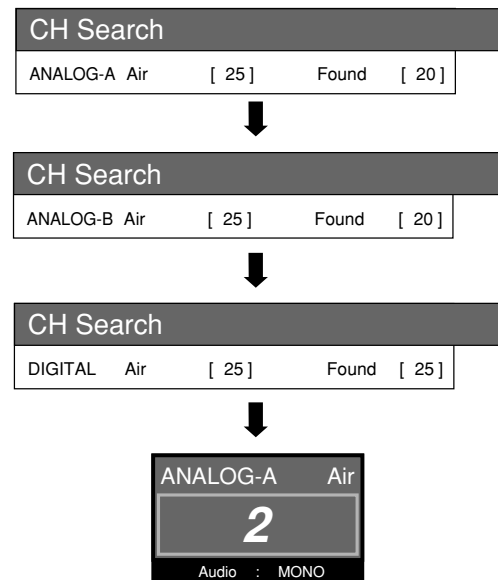 CH Search
ANALOG-A Air [ 25 ] Found [ 20 ]
CH Search
ANALOG-B Air [ 25 ] Found [ 20 ]
CH Search
DIGITAL Air [ 25 ] Found [ 25 ]
ANALOG-A Air
2
Audio : MONO